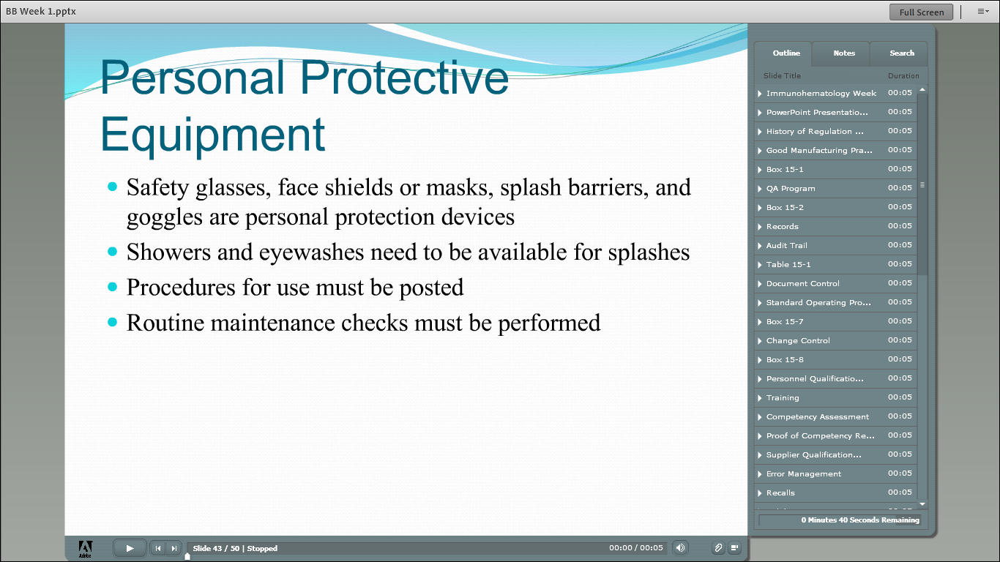 BB Week 1.pptx
Full Screen
Personal Protective
Equipment
Safety glasses, face shields or masks, splash barriers, and
goggles are personal protection devices
Showers and eyewashes need to be available for splashes
Procedures for use must be posted
Routine maintenance checks must be performed
Outline Notes Search
Slide Title Duration
Immunohematology Week 00:05
PowerPoint Presentatio... 00:05
History of Regulation ... 00:05
Good Manufacturing Pra... 00:05
Box 15-1 00:05
QA Program 00:05
Box 15-2 00:05
Records 00:05
Audit Trail 00:05
Table 15-1 00:05
Document Control 00:05
Standard Operating Pro... 00:05
Box 15-7 00:05
Change Control 00:05
Box 15-8 00:05
Personnel Qualificatio... 00:05
Training 00:05
Competency Assessment 00:05
Proof of Competency Re... 00:05
Supplier Qualification... 00:05
Error Management 00:05
Recalls 00:05
0 Minutes 40 Seconds Remaining
Adobe
Slide 43 / 50 | Stopped
00:00 / 00:05